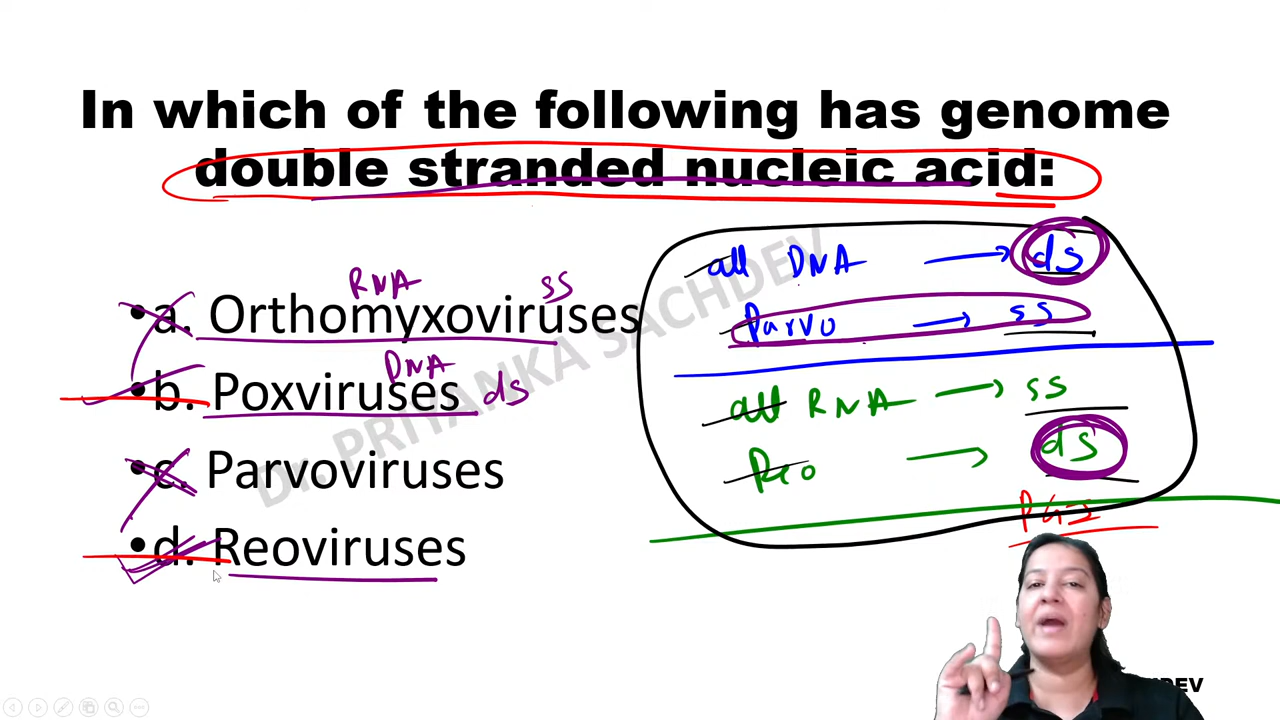 In which of the following has genome
double stranded nucleic acid:
RNA ss
•a. Orthomyxoviruses
DNA
•b. Poxviruses ds
•c. Parvoviruses
•d. Reoviruses
all DNA → ds
Parvo → ss
all RNA → ss
Reo → ds
DR. PRIYANKA SACHDEV
DEV